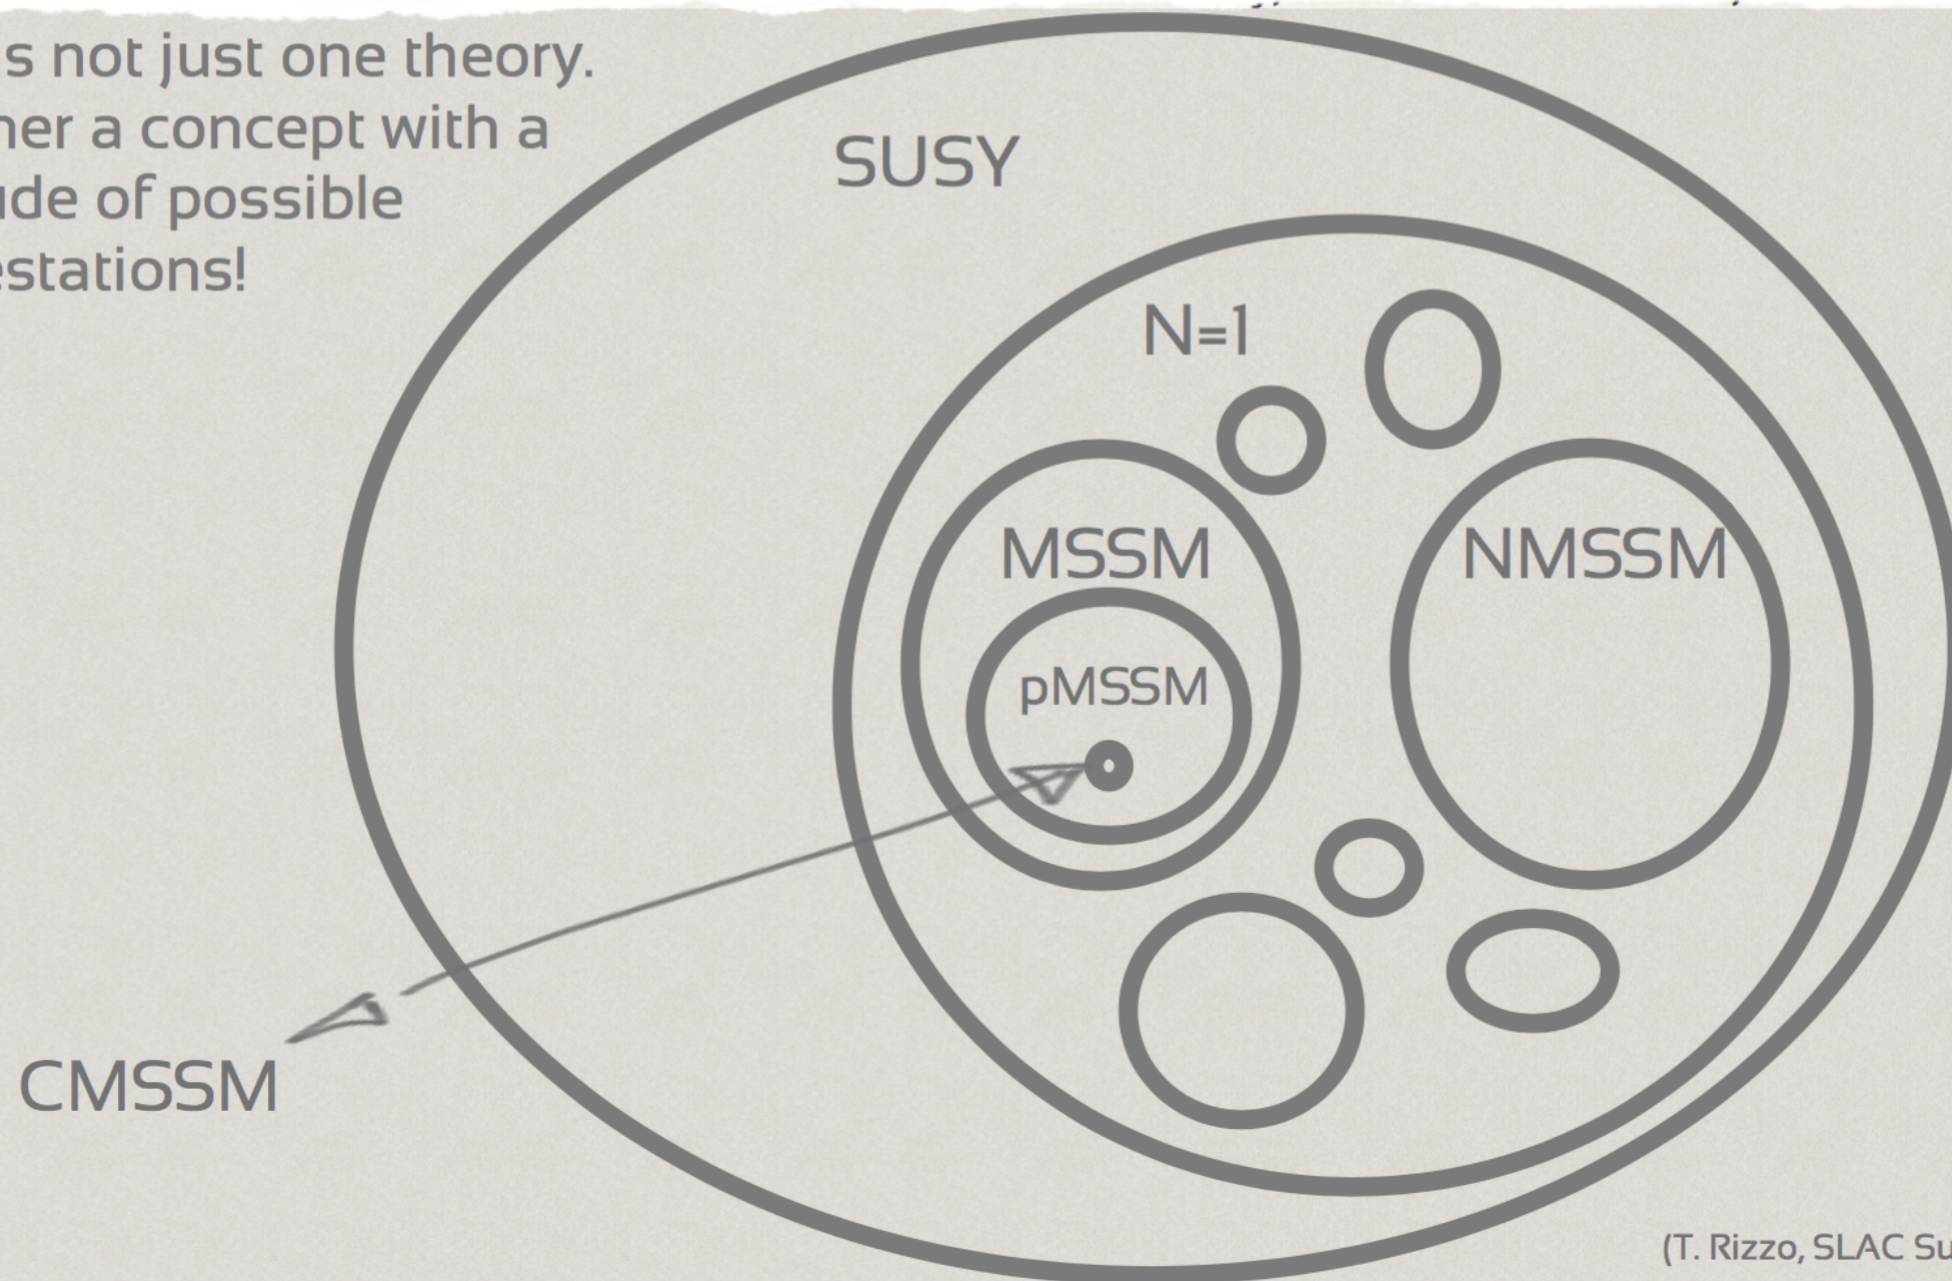 s not just one theory.
her a concept with a
ude of possible
estations!
SUSY
N=1
MSSM
NMSSM
pMSSM
CMSSM
(T. Rizzo, SLAC Su